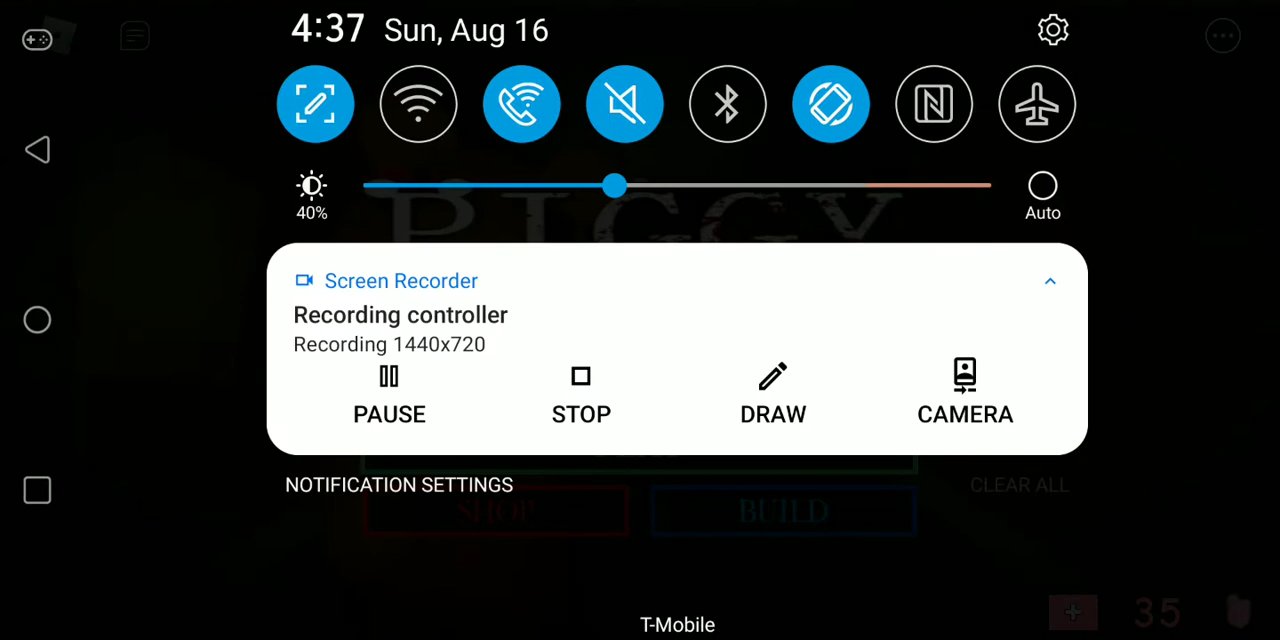 4:37 Sun, Aug 16
40%
Auto
PIGGY
Screen Recorder
Recording controller
Recording 1440x720
PAUSE STOP DRAW CAMERA
NOTIFICATION SETTINGS CLEAR ALL
SHOP BUILD
T-Mobile
35